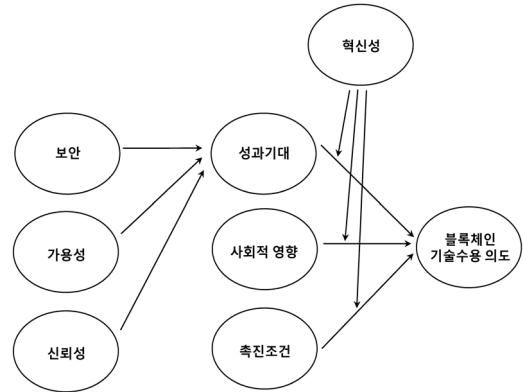 혁신성
보안
성과기대
가용성
사회적 영향
블록체인
기술수용 의도
신뢰성
촉진조건